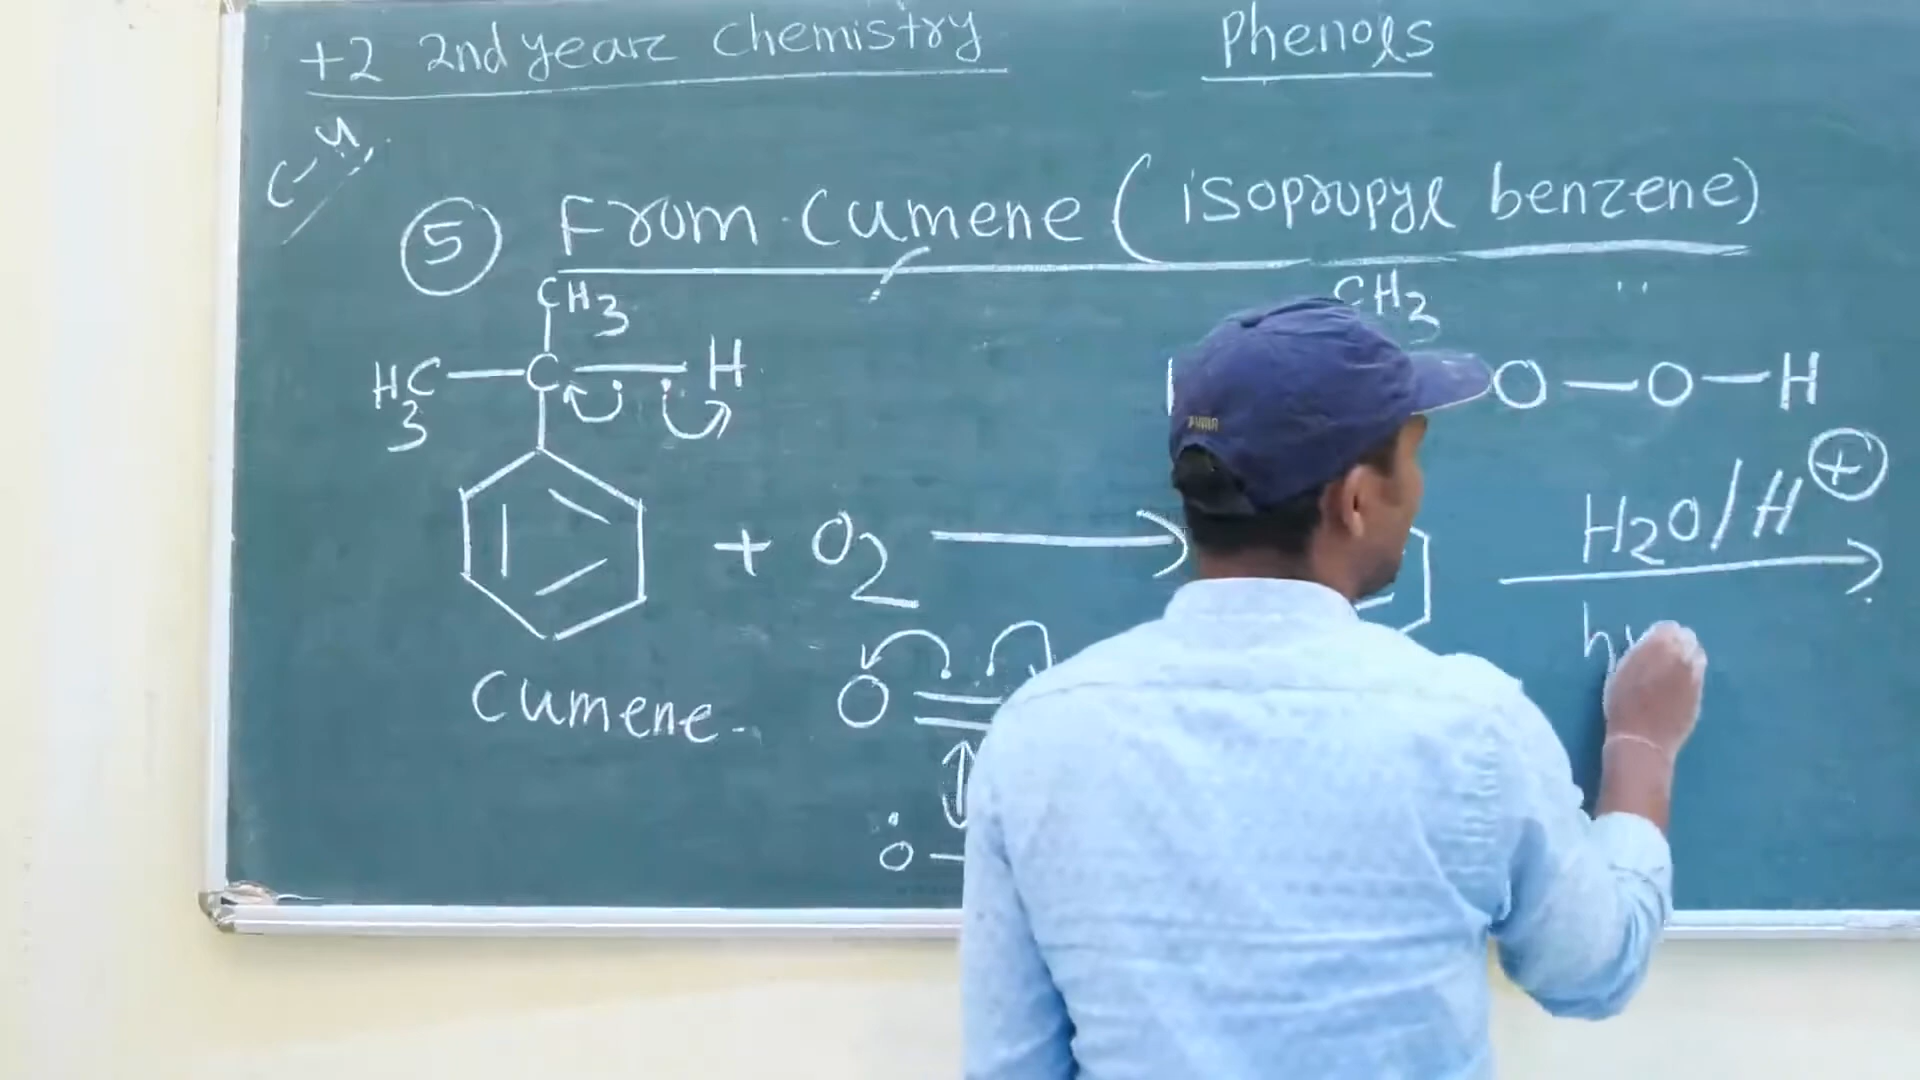 +2 2nd year chemistry
Phenols
5 From cumene (isopropyl benzene)
CH3
H3C—C—H
CH3
O—O—H
+ O2
H2O/H+
cumene
O
O